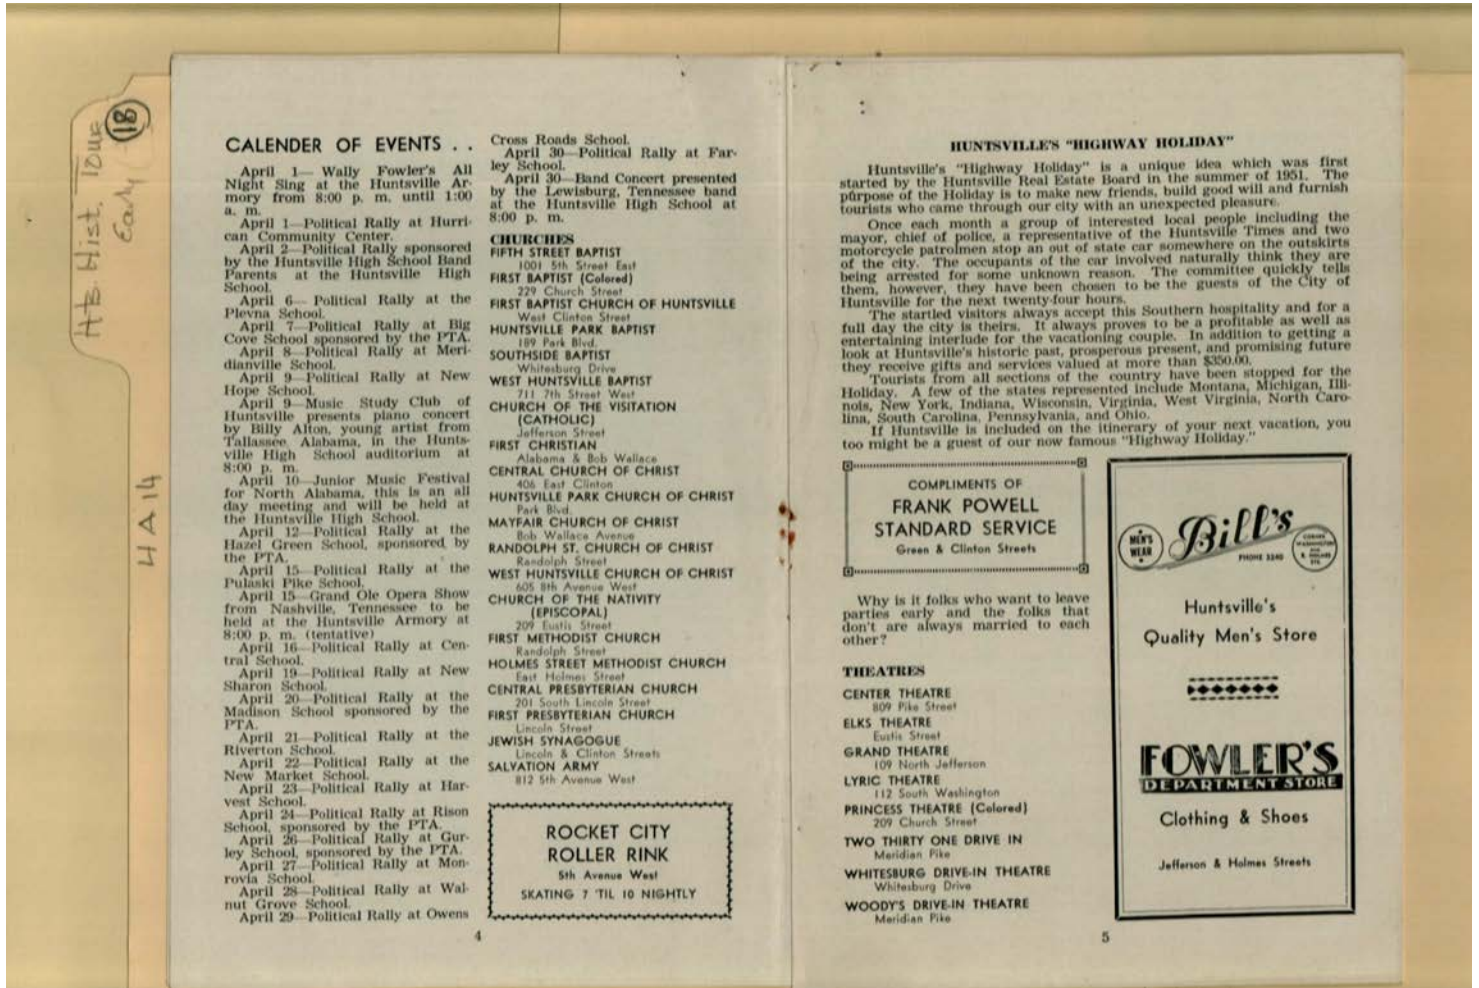 Hts. Hist. Tour
Early
18
HA 14
CALENDER OF EVENTS . .
April 1— Wally Fowler's All
Night Sing at the Huntsville Ar-
mory from 8:00 p. m. until 1:00
a. m.
April 1—Political Rally at Hurri-
can Community Center.
April 2—Political Rally sponsored
by the Huntsville High School Band
Parents at the Huntsville High
School.
April 6— Political Rally at the
Plevna School.
April 7—Political Rally at Big
Cove School sponsored by the PTA.
April 8—Political Rally at Meri-
dianville School.
April 9—Political Rally at New
Hope School.
April 9—Music Study Club of
Huntsville presents piano concert
by Billy Alton, young artist from
Tallassee, Alabama, in the Hunts-
ville High School auditorium at
8:00 p. m.
April 10—Junior Music Festival
for North Alabama, this is an all
day meeting and will be held at
the Huntsville High School.
April 12—Political Rally at the
Hazel Green School, sponsored by
the PTA.
April 15—Political Rally at the
Pulaski Pike School.
April 15—Grand Ole Opera Show
from Nashville, Tennessee to be
held at the Huntsville Armory at
8:00 p. m. (tentative)
April 16—Political Rally at Cen-
tral School.
April 19—Political Rally at New
Sharon School.
April 20—Political Rally at the
Madison School sponsored by the
PTA.
April 21—Political Rally at the
Riverton School.
April 22—Political Rally at the
New Market School.
April 23—Political Rally at Har-
vest School.
April 24—Political Rally at Rison
School, sponsored by the PTA.
April 26—Political Rally at Gur-
ley School, sponsored by the PTA.
April 27—Political Rally at Mon-
rovia School.
April 28—Political Rally at Wal-
nut Grove School.
April 29—Political Rally at Owens
Cross Roads School.
April 30—Political Rally at Far-
ley School.
April 30—Band Concert presented
by the Lewisburg, Tennessee band
at the Huntsville High School at
8:00 p. m.
CHURCHES
FIFTH STREET BAPTIST
1001 5th Street East
FIRST BAPTIST (Colored)
229 Church Street
FIRST BAPTIST CHURCH OF HUNTSVILLE
West Clinton Street
HUNTSVILLE PARK BAPTIST
189 Park Blvd.
SOUTHSIDE BAPTIST
Whitesburg Drive
WEST HUNTSVILLE BAPTIST
711 7th Street West
CHURCH OF THE VISITATION
(CATHOLIC)
Jefferson Street
FIRST CHRISTIAN
Alabama & Bob Wallace
CENTRAL CHURCH OF CHRIST
406 East Clinton
HUNTSVILLE PARK CHURCH OF CHRIST
Park Blvd.
MAYFAIR CHURCH OF CHRIST
Bob Wallace Avenue
RANDOLPH ST. CHURCH OF CHRIST
Randolph Street
WEST HUNTSVILLE CHURCH OF CHRIST
605 8th Avenue West
CHURCH OF THE NATIVITY
(EPISCOPAL)
209 Eustis Street
FIRST METHODIST CHURCH
Randolph Street
HOLMES STREET METHODIST CHURCH
East Holmes Street
CENTRAL PRESBYTERIAN CHURCH
201 South Lincoln Street
FIRST PRESBYTERIAN CHURCH
Lincoln Street
JEWISH SYNAGOGUE
Lincoln & Clinton Streets
SALVATION ARMY
812 5th Avenue West
ROCKET CITY
ROLLER RINK
5th Avenue West
SKATING 7 'TIL 10 NIGHTLY
4
HUNTSVILLE'S "HIGHWAY HOLIDAY"
Huntsville's "Highway Holiday" is a unique idea which was first
started by the Huntsville Real Estate Board in the summer of 1951. The
purpose of the Holiday is to make new friends, build good will and furnish
tourists who came through our city with an unexpected pleasure.
Once each month a group of interested local people including the
mayor, chief of police, a representative of the Huntsville Times and two
motorcycle patrolmen stop an out of state car somewhere on the outskirts
of the city. The occupants of the car involved naturally think they are
being arrested for some unknown reason. The committee quickly tells
them, however, they have been chosen to be the guests of the City of
Huntsville for the next twenty-four hours.
The startled visitors always accept this Southern hospitality and for a
full day the city is theirs. It always proves to be a profitable as well as
entertaining interlude for the vacationing couple. In addition to getting a
look at Huntsville's historic past, prosperous present, and promising future
they receive gifts and services valued at more than $350.00.
Tourists from all sections of the country have been stopped for the
Holiday. A few of the states represented include Montana, Michigan, Illi-
nois, New York, Indiana, Wisconsin, Virginia, West Virginia, North Caro-
lina, South Carolina, Pennsylvania, and Ohio.
If Huntsville is included on the itinerary of your next vacation, you
too might be a guest of our now famous "Highway Holiday."
COMPLIMENTS OF
FRANK POWELL
STANDARD SERVICE
Green & Clinton Streets
Why is it folks who want to leave
parties early and the folks that
don't are always married to each
other?
THEATRES
CENTER THEATRE
809 Pike Street
ELKS THEATRE
Eustis Street
GRAND THEATRE
109 North Jefferson
LYRIC THEATRE
112 South Washington
PRINCESS THEATRE (Colored)
209 Church Street
TWO THIRTY ONE DRIVE IN
Meridian Pike
WHITESBURG DRIVE-IN THEATRE
Whitesburg Drive
WOODY'S DRIVE-IN THEATRE
Meridian Pike
MEN'S
WEAR
Bill's
PHONE 3240
CORNER
WASHINGTON
Huntsville's
Quality Men's Store
FOWLER'S
DEPARTMENT STORE
Clothing & Shoes
Jefferson & Holmes Streets
5